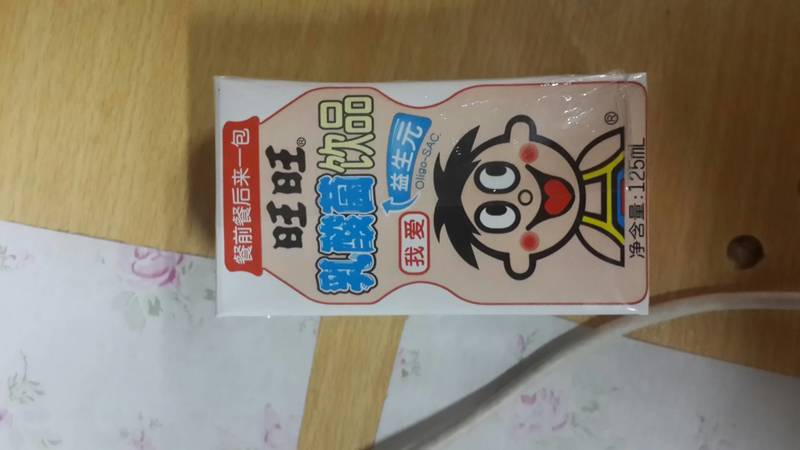 餐前餐后来一包
旺旺®
乳酸菌饮品
益生元
Oligo-SAC.
我爱
®
净含量:125mL